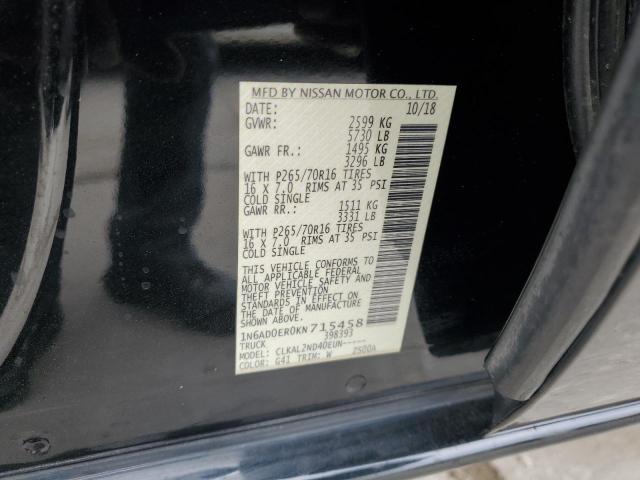 MFD BY NISSAN MOTOR CO., LTD.
DATE: 10/18
GVWR: 2599 KG
5730 LB
GAWR FR.: 1495 KG
3296 LB
WITH P265/70R16 TIRES
16 X 7.0 RIMS AT 35 PSI
COLD SINGLE
GAWR RR.: 1511 KG
3331 LB
WITH P265/70R16 TIRES
16 X 7.0 RIMS AT 35 PSI
COLD SINGLE
THIS VEHICLE CONFORMS TO
ALL APPLICABLE FEDERAL
MOTOR VEHICLE SAFETY AND
THEFT PREVENTION
STANDARDS IN EFFECT ON
THE DATE OF MANUFACTURE
SHOWN ABOVE.
1N6AD0ER0KN715458
TRUCK 398393
MODEL: CLKAL2ND40EUN-----
COLOR: G41 TRIM: W 2500A